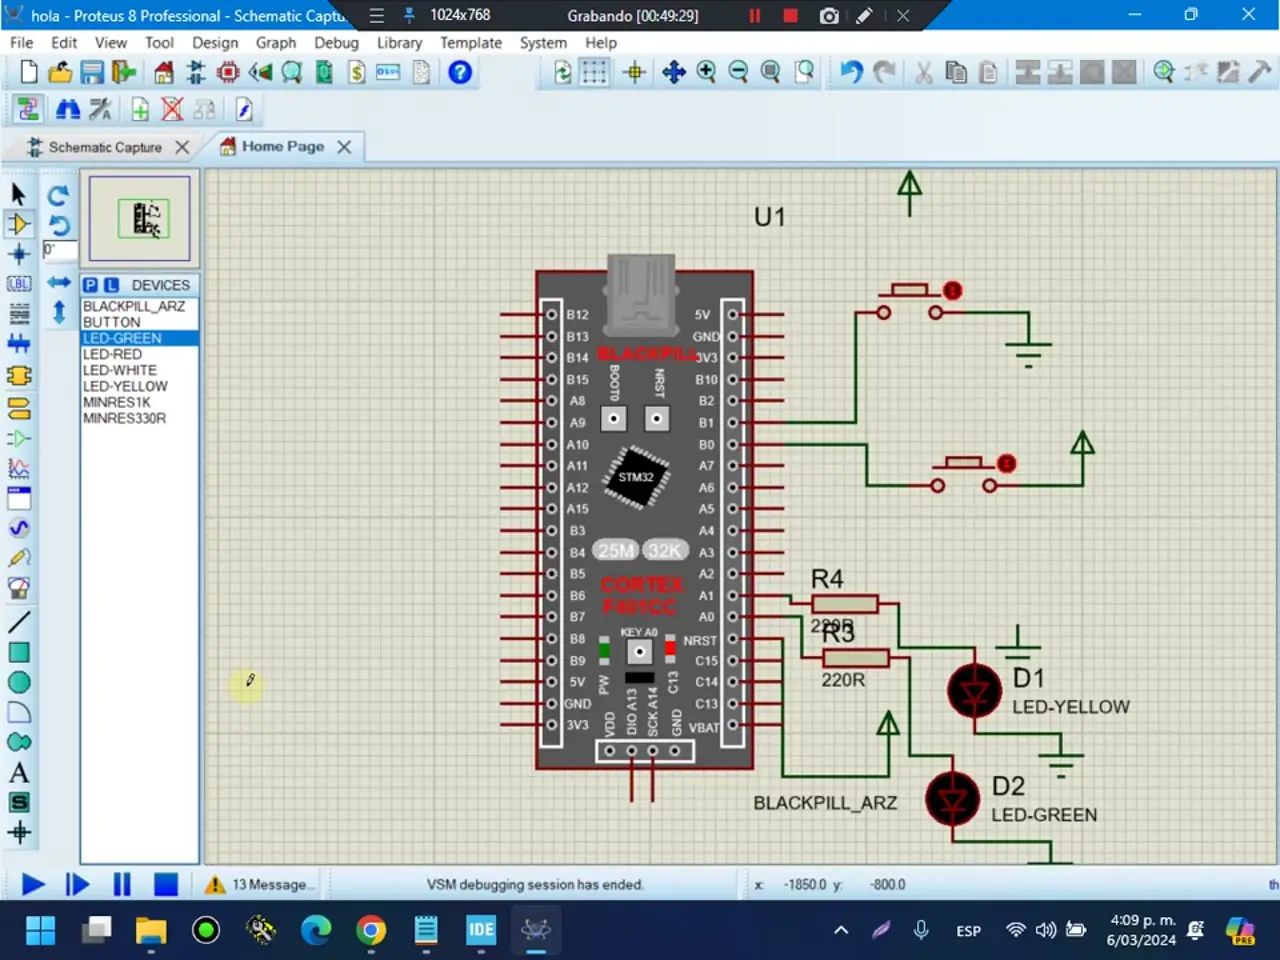 hola - Proteus 8 Professional - Schematic Captu
1024x768
Grabando [00:49:29]
File Edit View Tool Design Graph Debug Library Template System Help
Schematic Capture
Home Page
0°
LBL
P L DEVICES
BLACKPILL_ARZ
BUTTON
LED-GREEN
LED-RED
LED-WHITE
LED-YELLOW
MINRES1K
MINRES330R
A
S
U1
B12 5V
B13 GND
BLACKPILL
B14 3V3
B15 BOOT0 NRST B10
A8 B2
A9 B1
A10 B0
A11 A7
STM32
A12 A6
A15 A5
B3 A4
25M 32K
B4 A3
B5 A2
CORTEX
B6 A1
F401CC
B7 A0
KEY A0
B8 NRST
B9 C15
5V C14
GND C13
3V3 VBAT
PW C13
VDD DIO A13 SCK A14 GND
R4
220R
R3
220R
D1
LED-YELLOW
D2
LED-GREEN
BLACKPILL_ARZ
13 Message...
VSM debugging session has ended.
x: -1850.0 y: -800.0 th
IDE
ESP
4:09 p. m.
6/03/2024
PRE